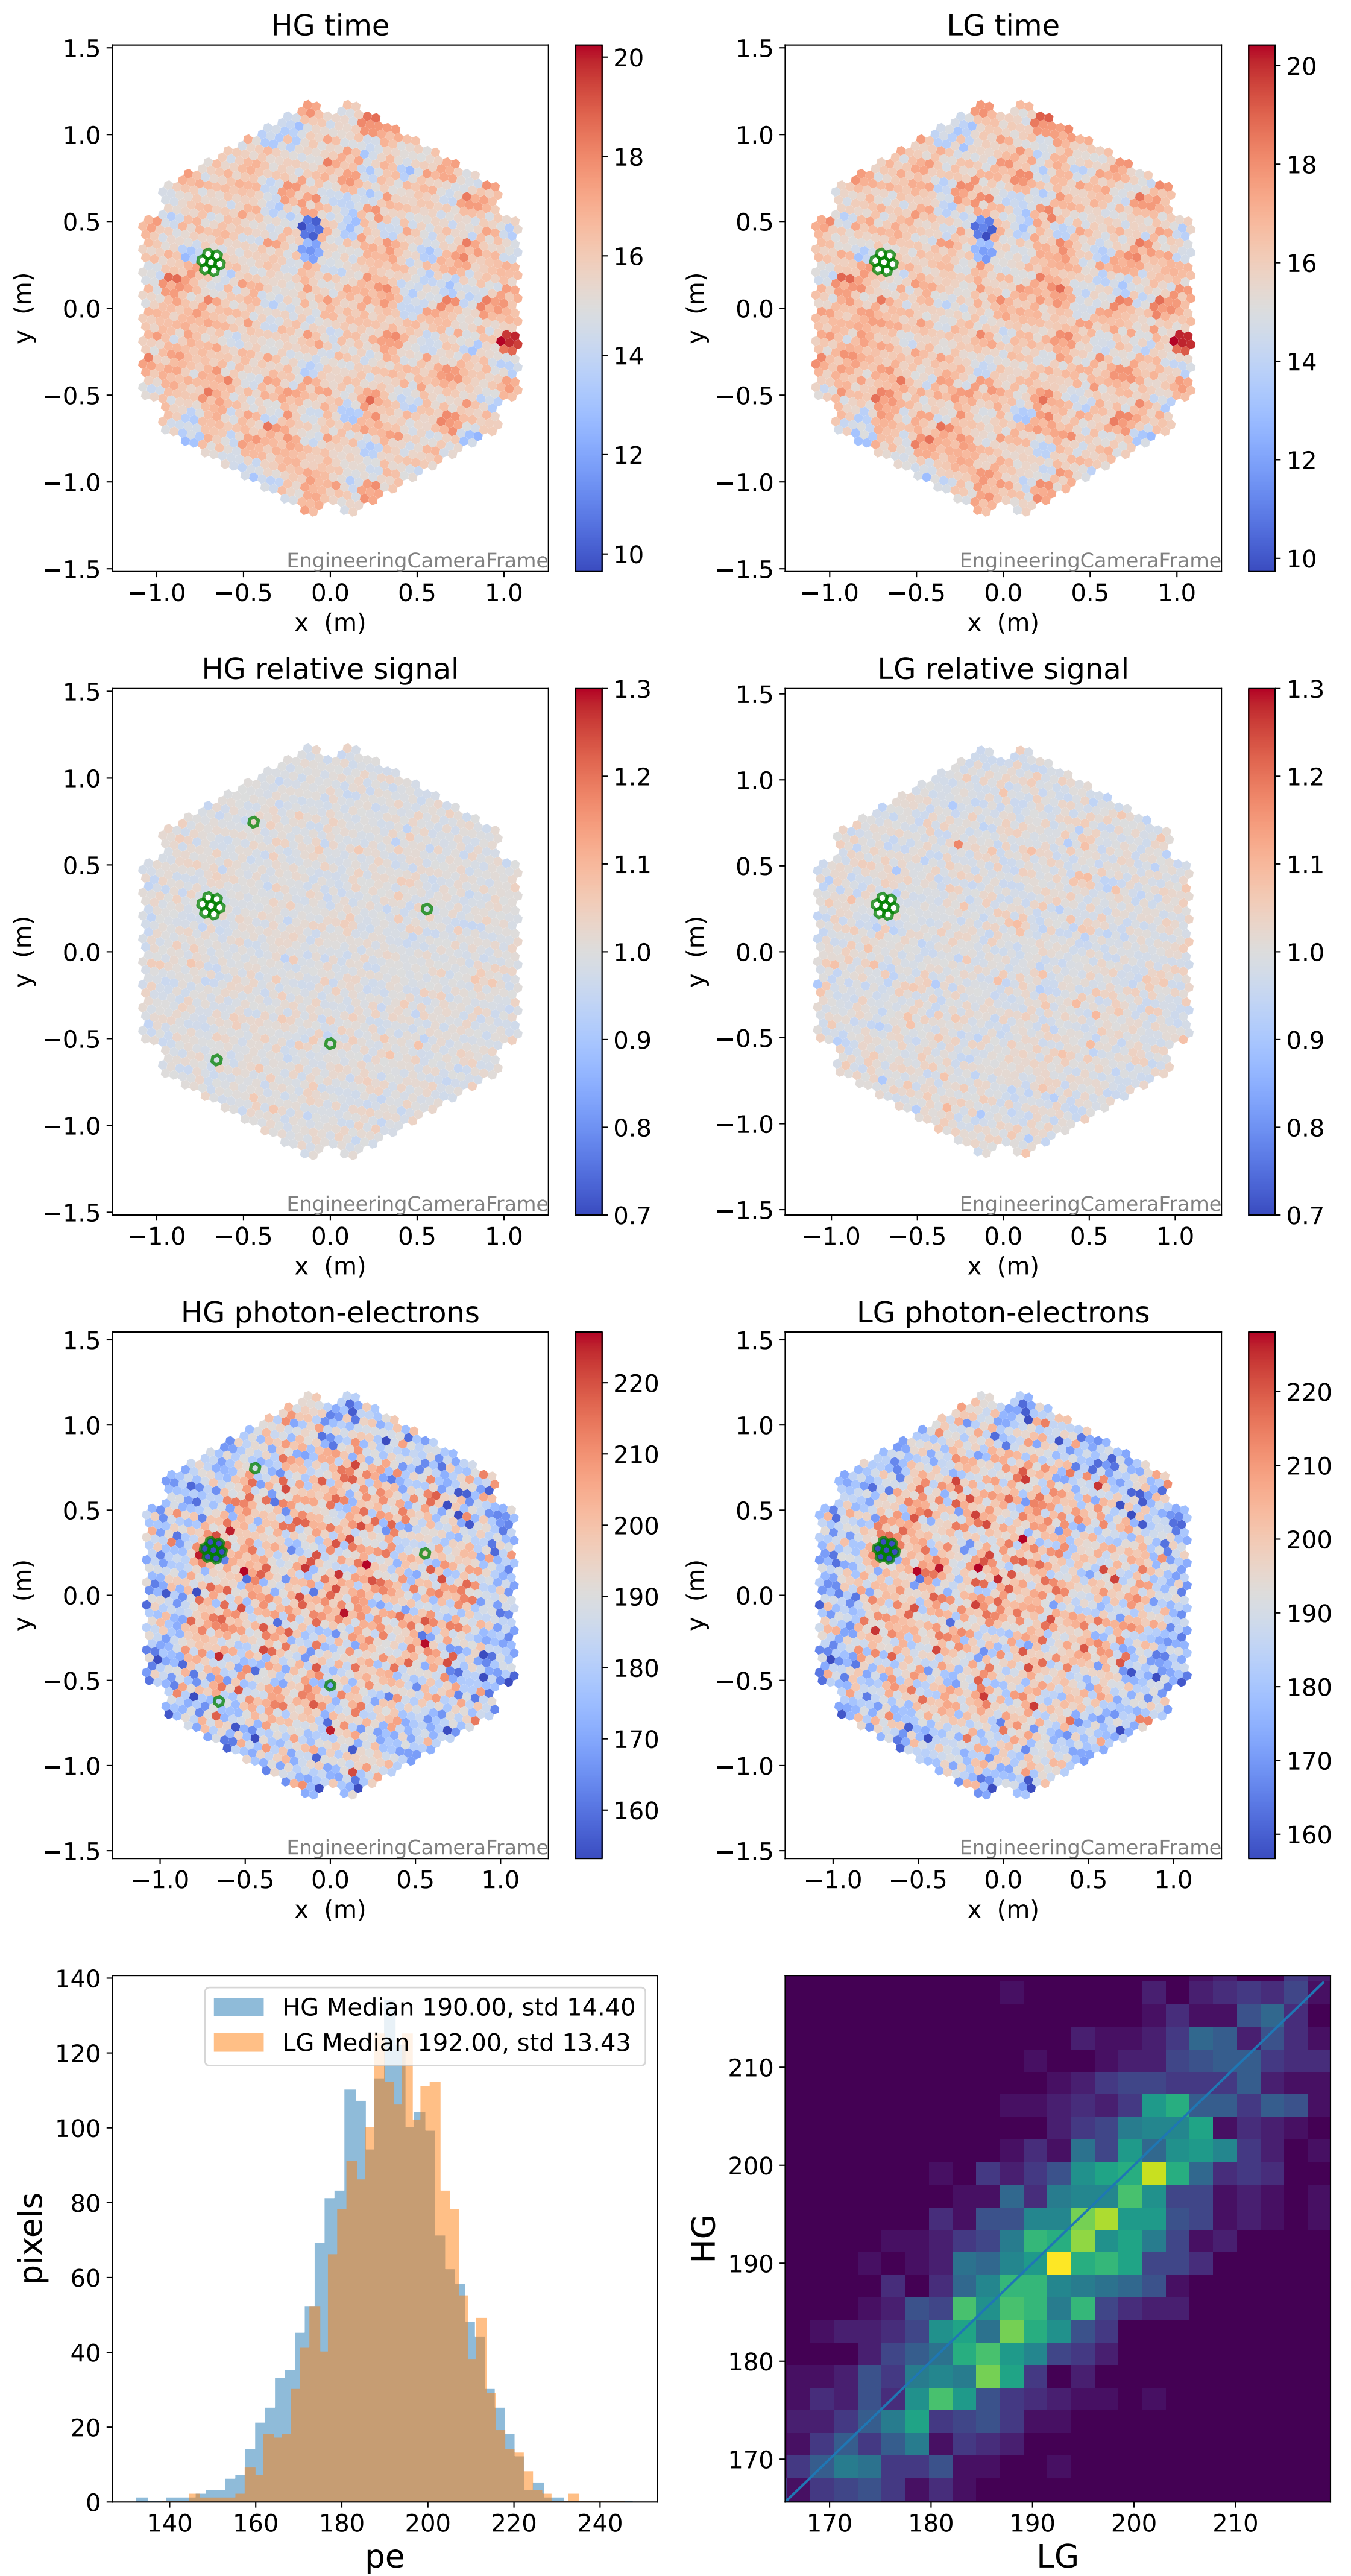 HG time
LG time
1.5
1.0
0.5
0.0
−0.5
−1.0
−1.5
y (m)
−1.0 −0.5 0.0 0.5 1.0
x (m)
EngineeringCameraFrame
20
18
16
14
12
10
1.5
1.0
0.5
0.0
−0.5
−1.0
−1.5
y (m)
−1.0 −0.5 0.0 0.5 1.0
x (m)
EngineeringCameraFrame
20
18
16
14
12
10
HG relative signal
LG relative signal
1.5
1.0
0.5
0.0
−0.5
−1.0
−1.5
y (m)
−1.0 −0.5 0.0 0.5 1.0
x (m)
EngineeringCameraFrame
1.3
1.2
1.1
1.0
0.9
0.8
0.7
1.5
1.0
0.5
0.0
−0.5
−1.0
−1.5
y (m)
−1.0 −0.5 0.0 0.5 1.0
x (m)
EngineeringCameraFrame
1.3
1.2
1.1
1.0
0.9
0.8
0.7
HG photon-electrons
LG photon-electrons
1.5
1.0
0.5
0.0
−0.5
−1.0
−1.5
y (m)
−1.0 −0.5 0.0 0.5 1.0
x (m)
EngineeringCameraFrame
220
210
200
190
180
170
160
1.5
1.0
0.5
0.0
−0.5
−1.0
−1.5
y (m)
−1.0 −0.5 0.0 0.5 1.0
x (m)
EngineeringCameraFrame
220
210
200
190
180
170
160
140
120
100
80
60
40
20
0
pixels
HG Median 190.00, std 14.40
LG Median 192.00, std 13.43
140 160 180 200 220 240
pe
210
200
190
180
170
HG
170 180 190 200 210
LG